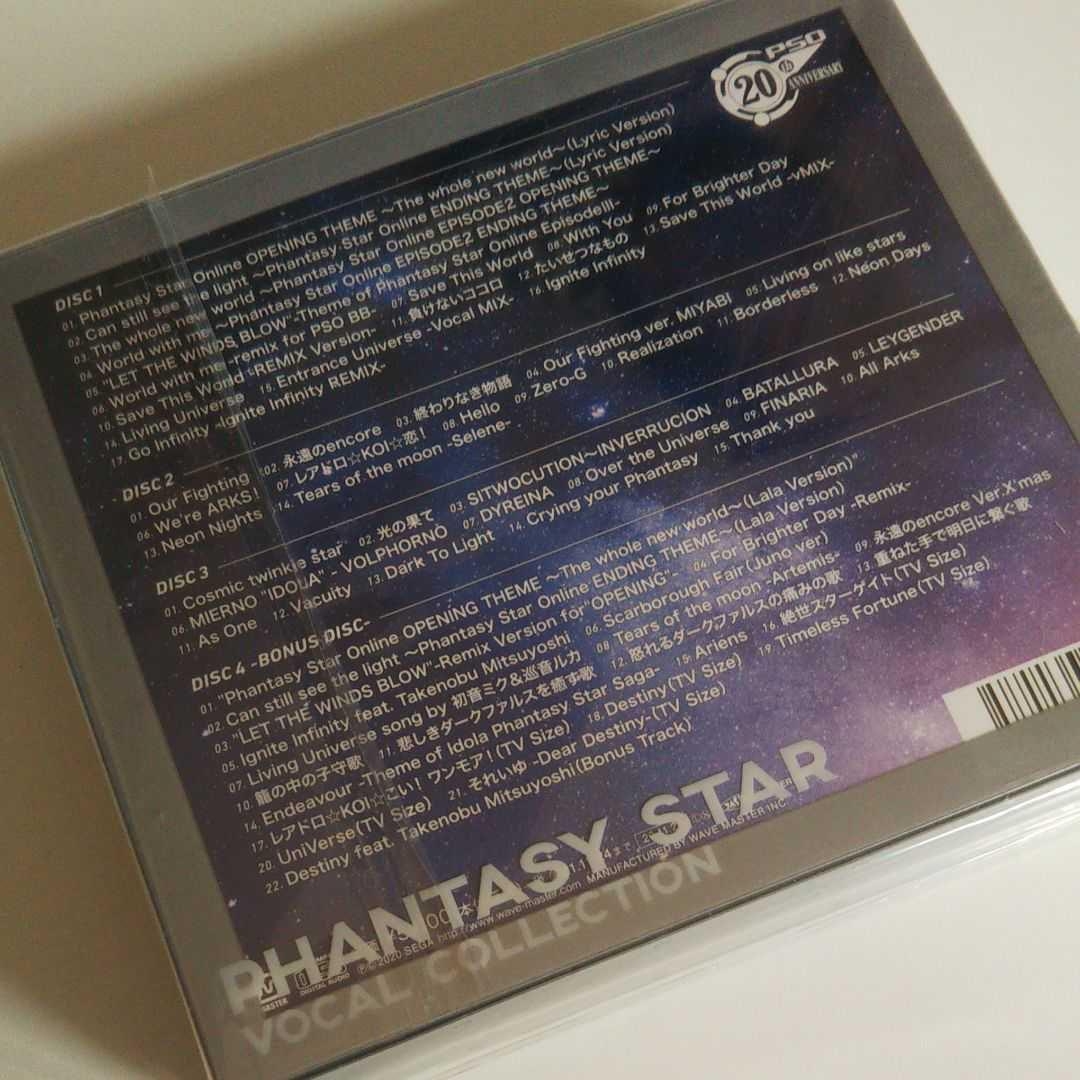 PSO
20th
ANNIVERSARY
DISC 1
01. Phantasy Star Online OPENING THEME ~The whole new world~(Lyric Version)
02. Can still see the light ~Phantasy Star Online ENDING THEME~(Lyric Version)
03. The whole new world ~Phantasy Star Online EPISODE2 OPENING THEME~
04. World with me ~Phantasy Star Online EPISODE2 ENDING THEME~
05. "LET THE WINDS BLOW"-Theme of Phantasy Star Online EpisodeIII-
06. World with me -remix for PSO BB- 07. Save This World 08. With You 09. For Brighter Day
10. Save This World -REMIX Version- 11. 負けないココロ 12. たいせつなもの 13. Save This World -νMIX-
14. Living Universe 15. Entrance Universe -Vocal MIX- 16. Ignite Infinity
17. Go Infinity -Ignite Infinity REMIX-
DISC 2
01. Our Fighting 02. 永遠のencore 03. 終わりなき物語 04. Our Fighting ver. MIYABI 05. Living on like stars
06. We're ARKS! 07. レアドロ☆KOI☆恋! 08. Hello 09. Zero-G 10. Realization 11. Borderless 12. Neon Days
13. Neon Nights 14. Tears of the moon -Selene-
DISC 3
01. Cosmic twinkle star 02. 光の果て 03. SITWOCUTION~INVERRUCION 04. BATALLURA 05. LEYGENDER
06. MIERNO "IDOUA" - VOLPHORNO 07. DYREINA 08. Over the Universe 09. FINARIA 10. All Arks
11. As One 12. Vacuity 13. Dark To Light 14. Crying your Phantasy 15. Thank you
DISC 4 -BONUS DISC-
01. "Phantasy Star Online OPENiNG THEME ~The whole new world~(Lala Version)"
02. Can still see the light ~Phantasy Star Online ENDING THEME~(Lala Version)
03. "LET THE WINDS BLOW"-Remix Version for"OPENING"- 04. For Brighter Day -Remix-
05. Ignite Infinity feat. Takenobu Mitsuyoshi 06. Scarborough Fair(Juno ver)
07. Living Universe song by 初音ミク&巡音ルカ 08. Tears of the moon -Artemis- 09. 永遠のencore Ver.X'mas
10. 籠の中の子守歌 11. 悲しきダークファルスを癒す歌 12. 怒れるダークファルスの痛みの歌 13. 重ねた手で明日に繋ぐ歌
14. Endeavour -Theme of Idola Phantasy Star Saga- 15. Ariens 16. 絶世スターゲイト(TV Size)
17. レアドロ☆KOI☆こい! ワンモア!(TV Size) 18. Destiny(TV Size) 19. Timeless Fortune(TV Size)
20. UniVerse(TV Size) 21. それいゆ -Dear Destiny-(TV Size)
22. Destiny feat. Takenobu Mitsuyoshi(Bonus Track)
PHANTASY STAR
VOCAL COLLECTION
DIGITAL AUDIO
℗©2020 SEGA http://www.wave-master.com MANUFACTURED BY WAVE MASTER INC.